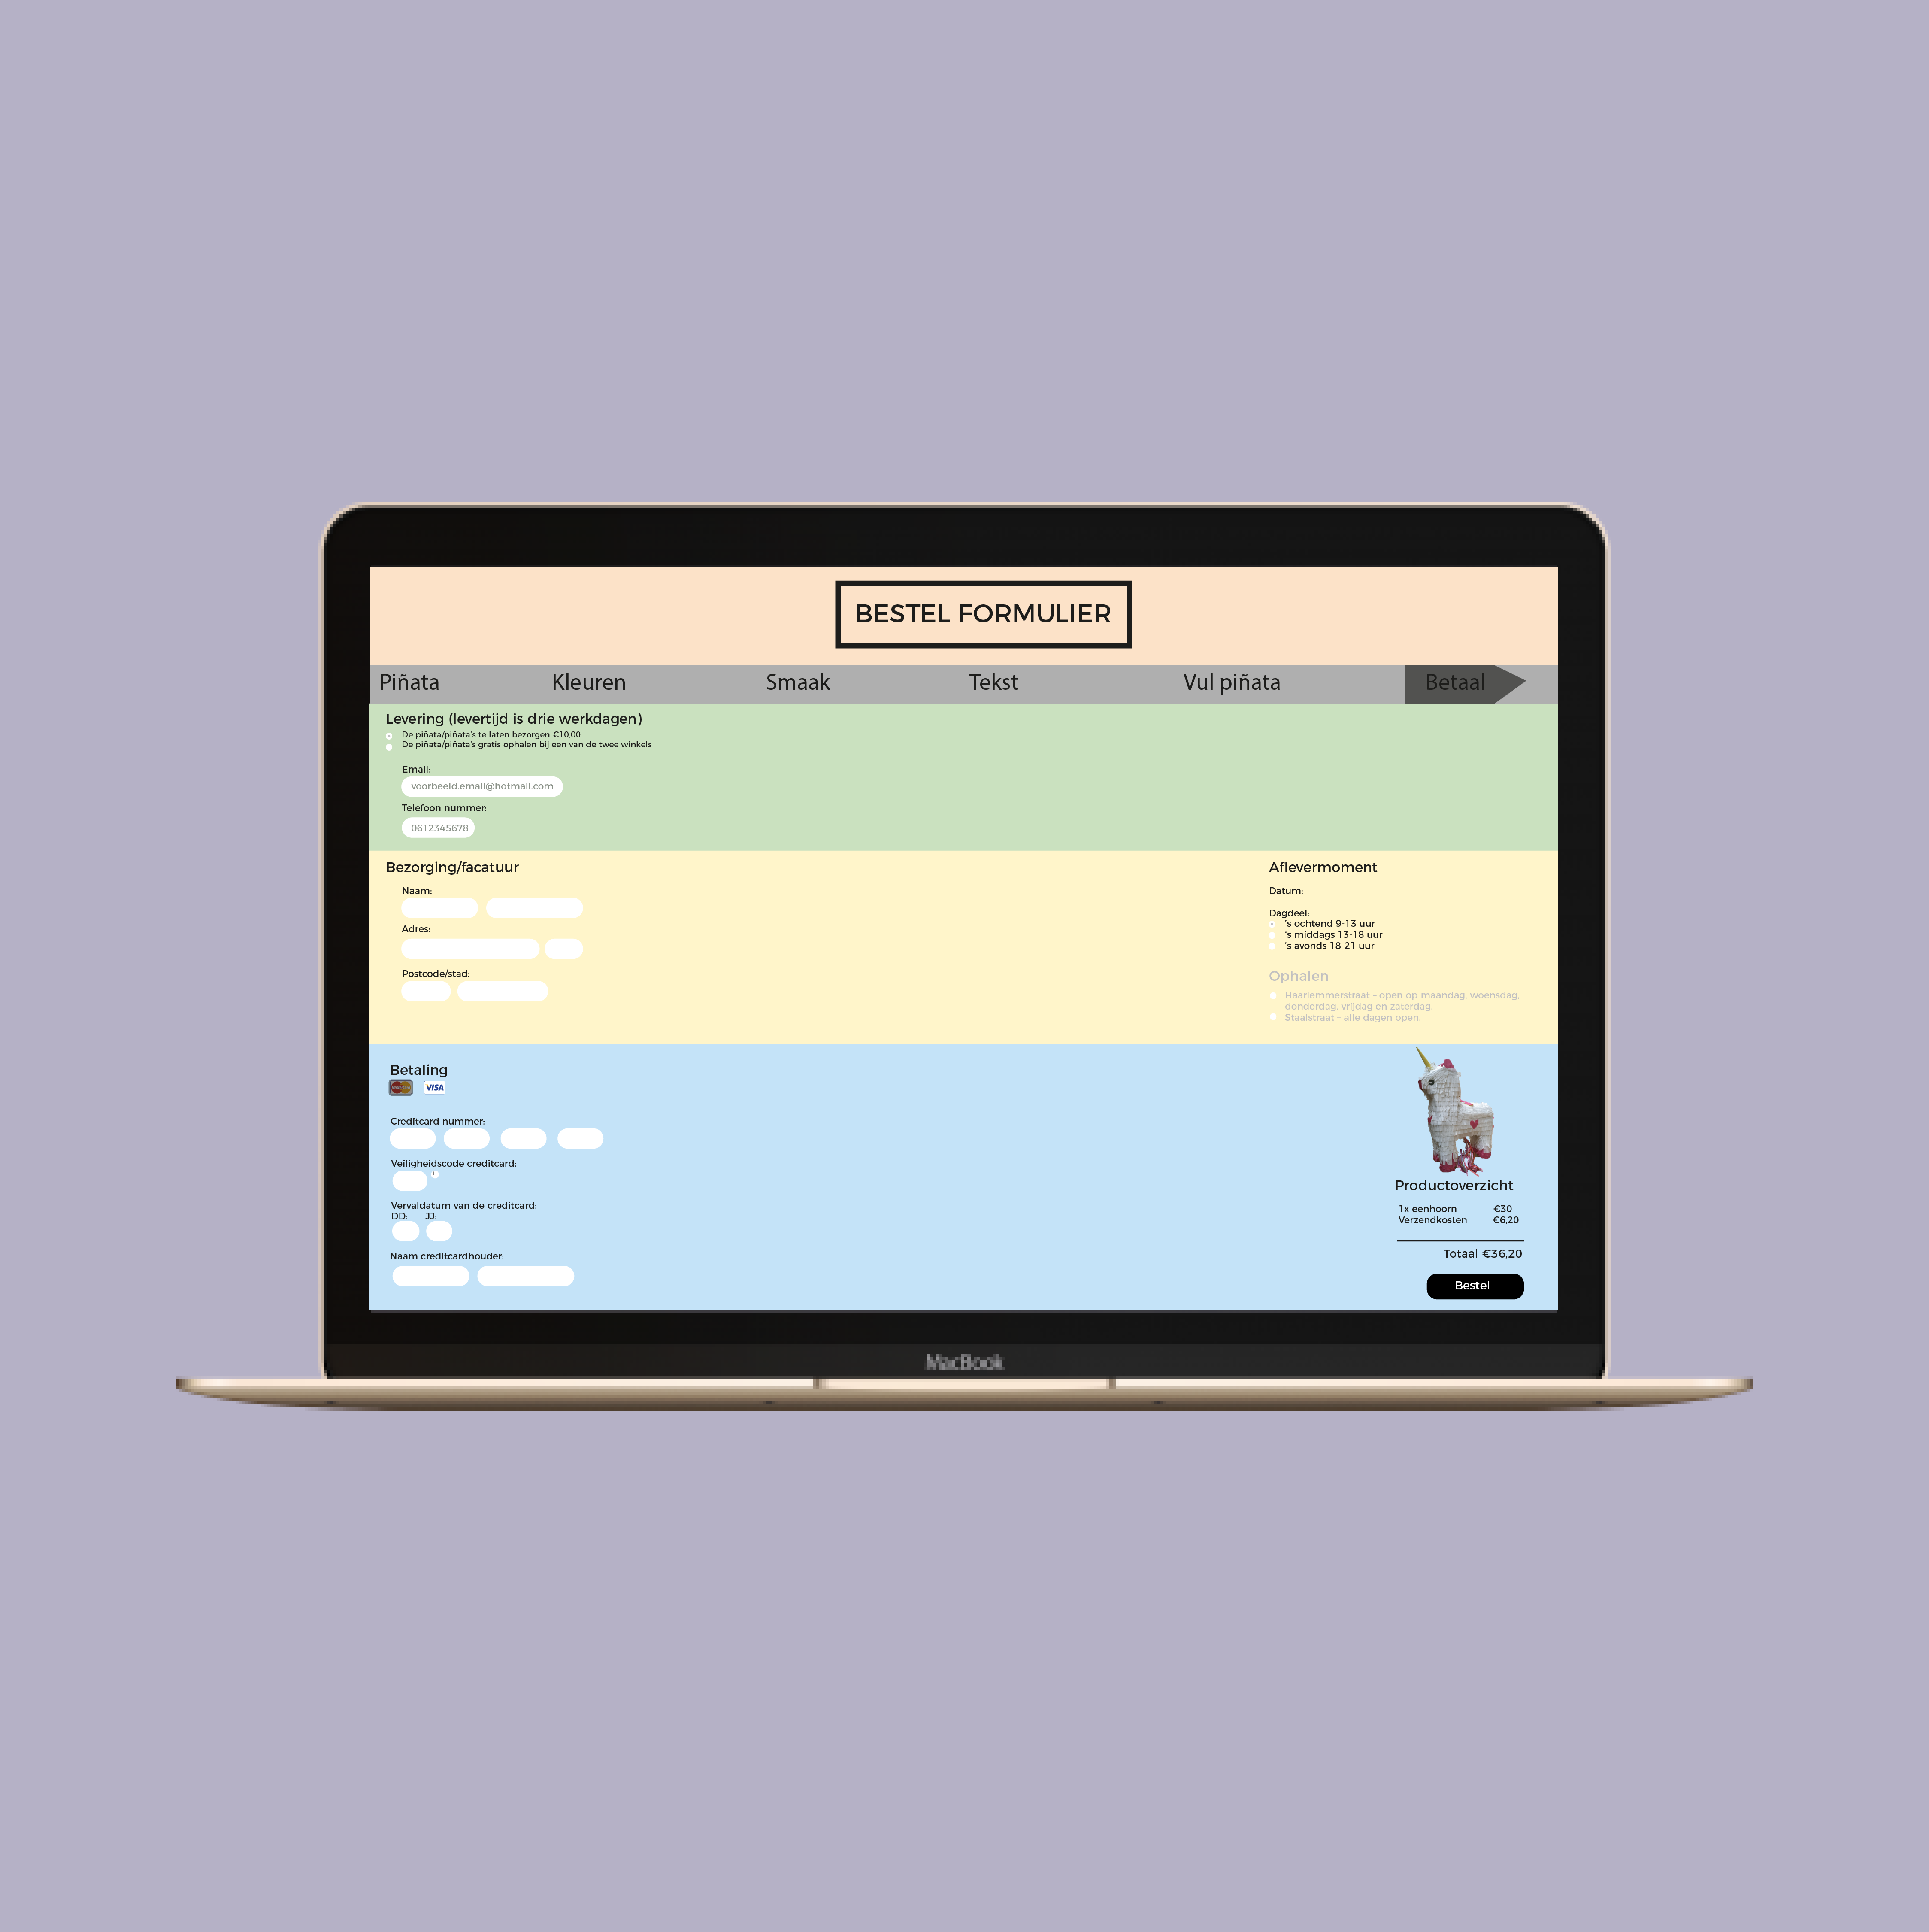 BESTEL FORMULIER
Piñata
Kleuren
Smaak
Tekst
Vul piñata
Betaal
Levering (levertijd is drie werkdagen)
De piñata/piñata's te laten bezorgen €10,00
De piñata/piñata's gratis ophalen bij een van de twee winkels
Email:
voorbeeld.email@hotmail.com
Telefoon nummer:
0612345678
Bezorging/facatuur
Naam:
Adres:
Postcode/stad:
Aflevermoment
Datum:
Dagdeel:
's ochtend 9-13 uur
's middags 13-18 uur
's avonds 18-21 uur
Ophalen
Haarlemmerstraat – open op maandag, woensdag,
donderdag, vrijdag en zaterdag.
Staalstraat – alle dagen open.
Betaling
VISA
Creditcard nummer:
Veiligheidscode creditcard:
Vervaldatum van de creditcard:
DD: JJ:
Naam creditcardhouder:
Productoverzicht
1x eenhoorn €30
Verzendkosten €6,20
Totaal €36,20
Bestel
MacBook